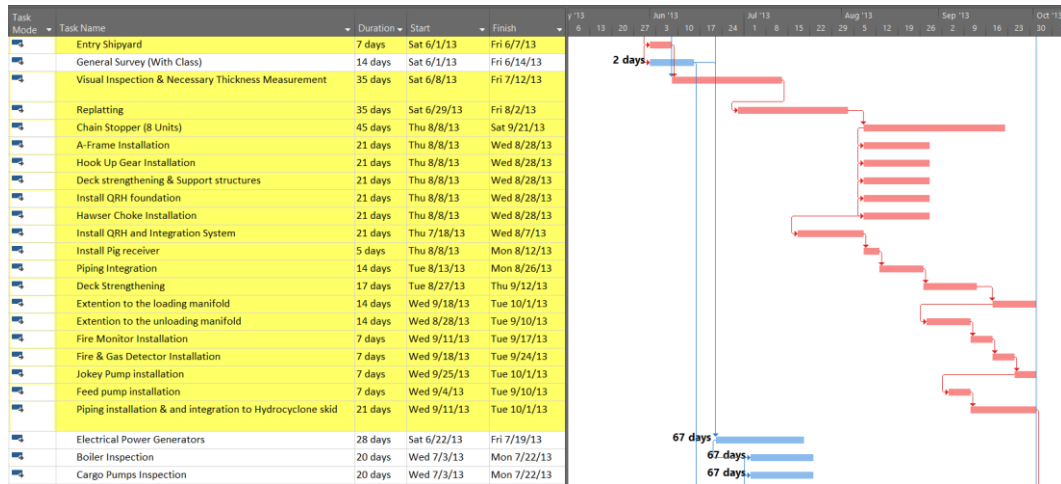 Task Mode Task Name Duration Start Finish
y '13 Jun '13 Jul '13 Aug '13 Sep '13 Oct '13
6 13 20 27 3 10 17 24 1 8 15 22 29 5 12 19 26 2 9 16 23 30
Entry Shipyard 7 days Sat 6/1/13 Fri 6/7/13
General Survey (With Class) 14 days Sat 6/1/13 Fri 6/14/13 2 days
Visual Inspection & Necessary Thickness Measurement 35 days Sat 6/8/13 Fri 7/12/13
Replatting 35 days Sat 6/29/13 Fri 8/2/13
Chain Stopper (8 Units) 45 days Thu 8/8/13 Sat 9/21/13
A-Frame Installation 21 days Thu 8/8/13 Wed 8/28/13
Hook Up Gear Installation 21 days Thu 8/8/13 Wed 8/28/13
Deck strengthening & Support structures 21 days Thu 8/8/13 Wed 8/28/13
Install QRH foundation 21 days Thu 8/8/13 Wed 8/28/13
Hawser Choke Installation 21 days Thu 8/8/13 Wed 8/28/13
Install QRH and Integration System 21 days Thu 7/18/13 Wed 8/7/13
Install Pig receiver 5 days Thu 8/8/13 Mon 8/12/13
Piping Integration 14 days Tue 8/13/13 Mon 8/26/13
Deck Strengthening 17 days Tue 8/27/13 Thu 9/12/13
Extention to the loading manifold 14 days Wed 9/18/13 Tue 10/1/13
Extention to the unloading manifold 14 days Wed 8/28/13 Tue 9/10/13
Fire Monitor Installation 7 days Wed 9/11/13 Tue 9/17/13
Fire & Gas Detector Installation 7 days Wed 9/18/13 Tue 9/24/13
Jokey Pump installation 7 days Wed 9/25/13 Tue 10/1/13
Feed pump installation 7 days Wed 9/4/13 Tue 9/10/13
Piping installation & and integration to Hydrocyclone skid 21 days Wed 9/11/13 Tue 10/1/13
Electrical Power Generators 28 days Sat 6/22/13 Fri 7/19/13 67 days
Boiler Inspection 20 days Wed 7/3/13 Mon 7/22/13 67 days
Cargo Pumps Inspection 20 days Wed 7/3/13 Mon 7/22/13 67 days